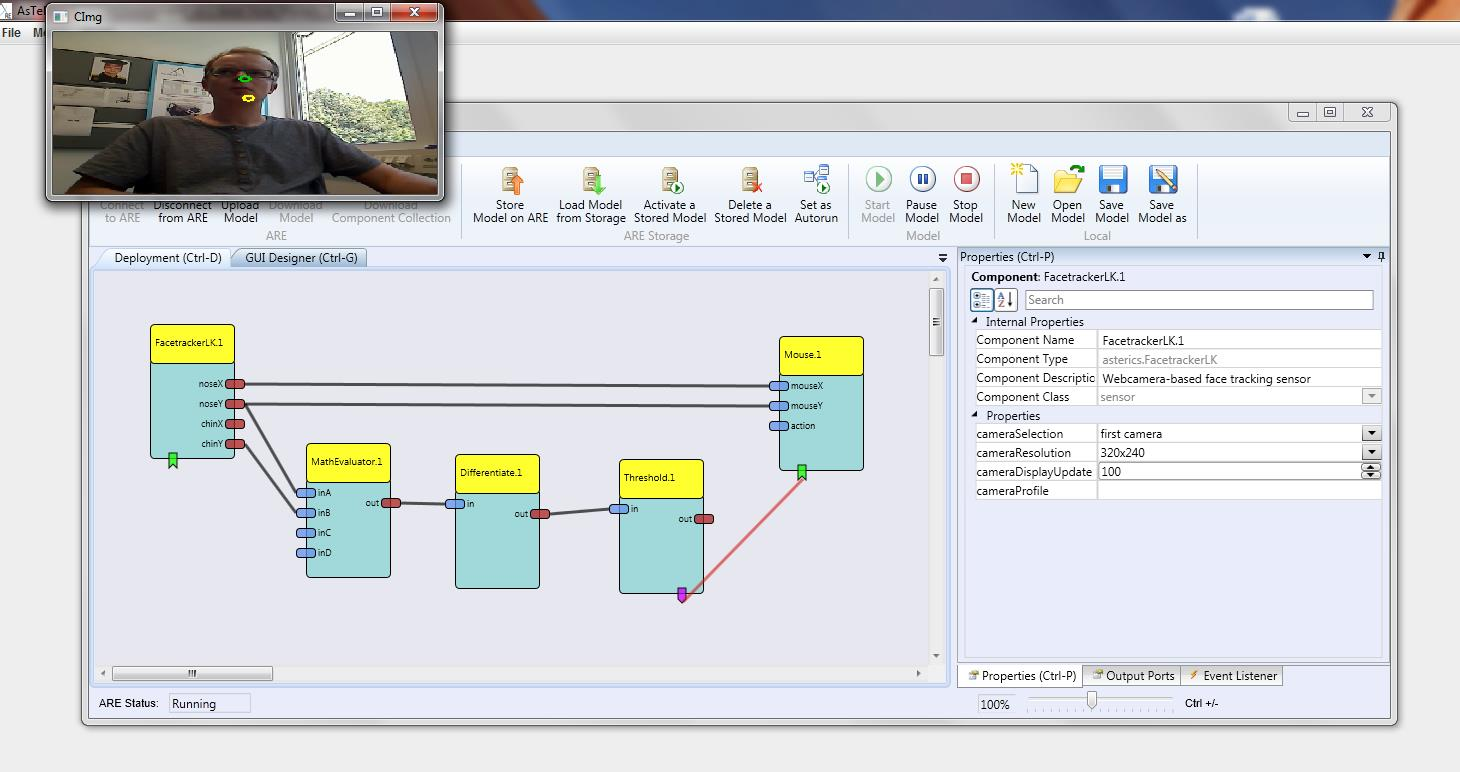 AsTe
CImg
File
Connect
to ARE
Disconnect
from ARE
Upload
Model
Download
Model
Download
Component Collection
ARE
Store
Model on ARE
Load Model
from Storage
Activate a
Stored Model
Delete a
Stored Model
Set as
Autorun
ARE Storage
Start
Model
Pause
Model
Stop
Model
Model
New
Model
Open
Model
Save
Model
Save
Model as
Local
Deployment (Ctrl-D)
GUI Designer (Ctrl-G)
FacetrackerLK.1
noseX
noseY
chinX
chinY
MathEvaluator.1
inA
inB
inC
inD
out
Differentiate.1
in
out
Threshold.1
in
out
Mouse.1
mouseX
mouseY
action
Properties (Ctrl-P)
Component: FacetrackerLK.1
A
Z
Search
Internal Properties
Component Name FacetrackerLK.1
Component Type asterics.FacetrackerLK
Component Descriptic Webcamera-based face tracking sensor
Component Class sensor
Properties
cameraSelection first camera
cameraResolution 320x240
cameraDisplayUpdate 100
cameraProfile
Properties (Ctrl-P)
Output Ports
Event Listener
ARE Status: Running
100%
Ctrl +/-